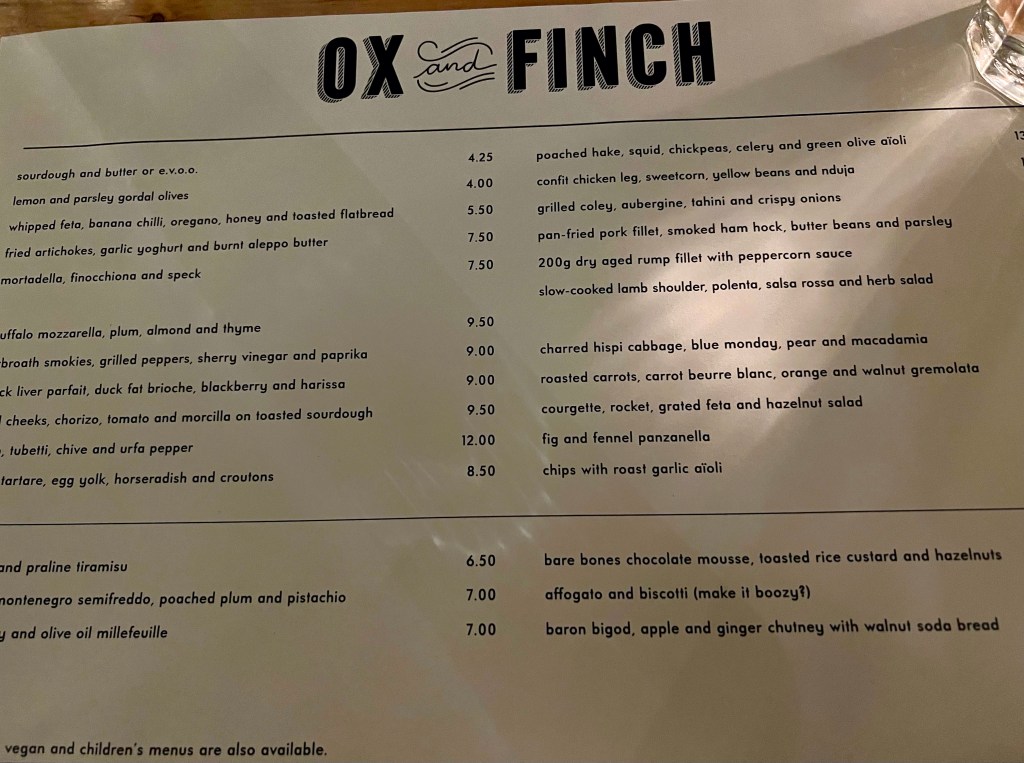 OX and FINCH
sourdough and butter or e.v.o.o. 4.25
lemon and parsley gordal olives 4.00
whipped feta, banana chilli, oregano, honey and toasted flatbread 5.50
fried artichokes, garlic yoghurt and burnt aleppo butter 7.50
mortadella, finocchiona and speck 7.50
mozzarella, plum, almond and thyme 9.50
smokies, grilled peppers, sherry vinegar and paprika 9.00
liver parfait, duck fat brioche, blackberry and harissa 9.00
cheeks, chorizo, tomato and morcilla on toasted sourdough 9.50
, tubetti, chive and urfa pepper 12.00
tartare, egg yolk, horseradish and croutons 8.50
poached hake, squid, chickpeas, celery and green olive aïoli
confit chicken leg, sweetcorn, yellow beans and nduja
grilled coley, aubergine, tahini and crispy onions
pan-fried pork fillet, smoked ham hock, butter beans and parsley
200g dry aged rump fillet with peppercorn sauce
slow-cooked lamb shoulder, polenta, salsa rossa and herb salad
charred hispi cabbage, blue monday, pear and macadamia
roasted carrots, carrot beurre blanc, orange and walnut gremolata
courgette, rocket, grated feta and hazelnut salad
fig and fennel panzanella
chips with roast garlic aïoli
and praline tiramisu 6.50
semifreddo, poached plum and pistachio 7.00
and olive oil millefeuille 7.00
bare bones chocolate mousse, toasted rice custard and hazelnuts
affogato and biscotti (make it boozy?)
baron bigod, apple and ginger chutney with walnut soda bread
vegan and children's menus are also available.